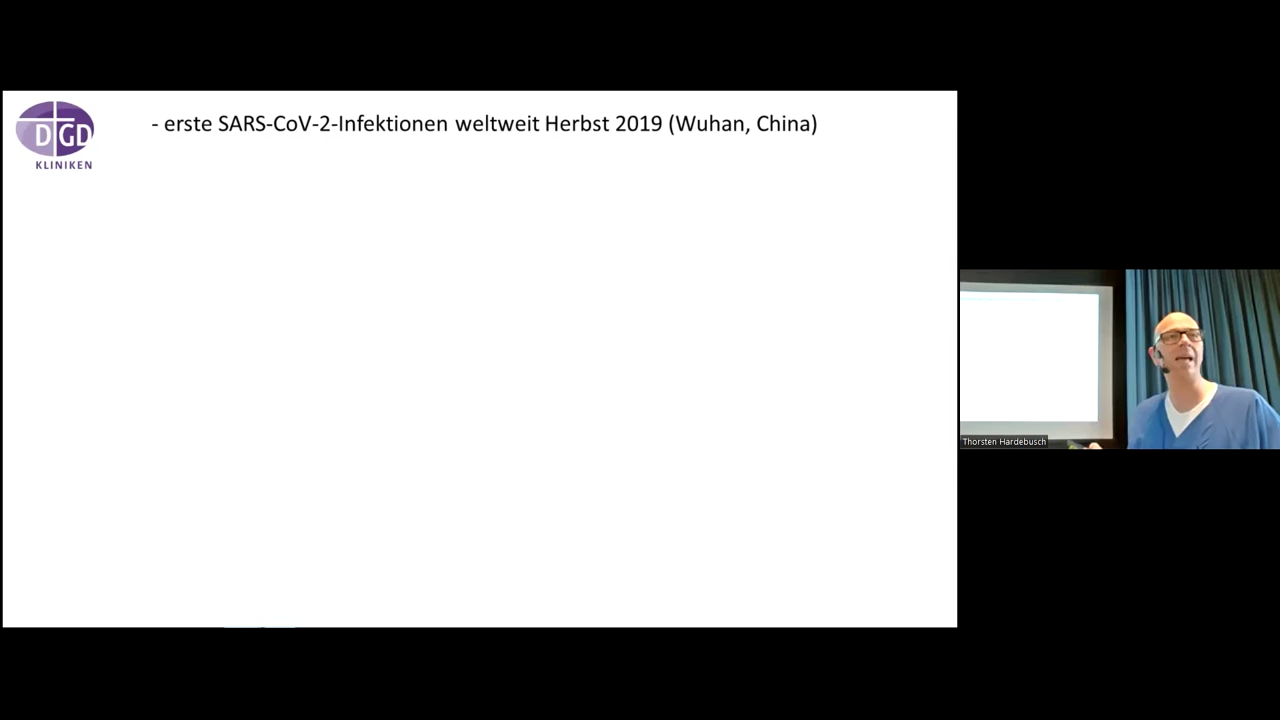 DGD
KLINIKEN
- erste SARS-CoV-2-Infektionen weltweit Herbst 2019 (Wuhan, China)
Thorsten Hardebusch